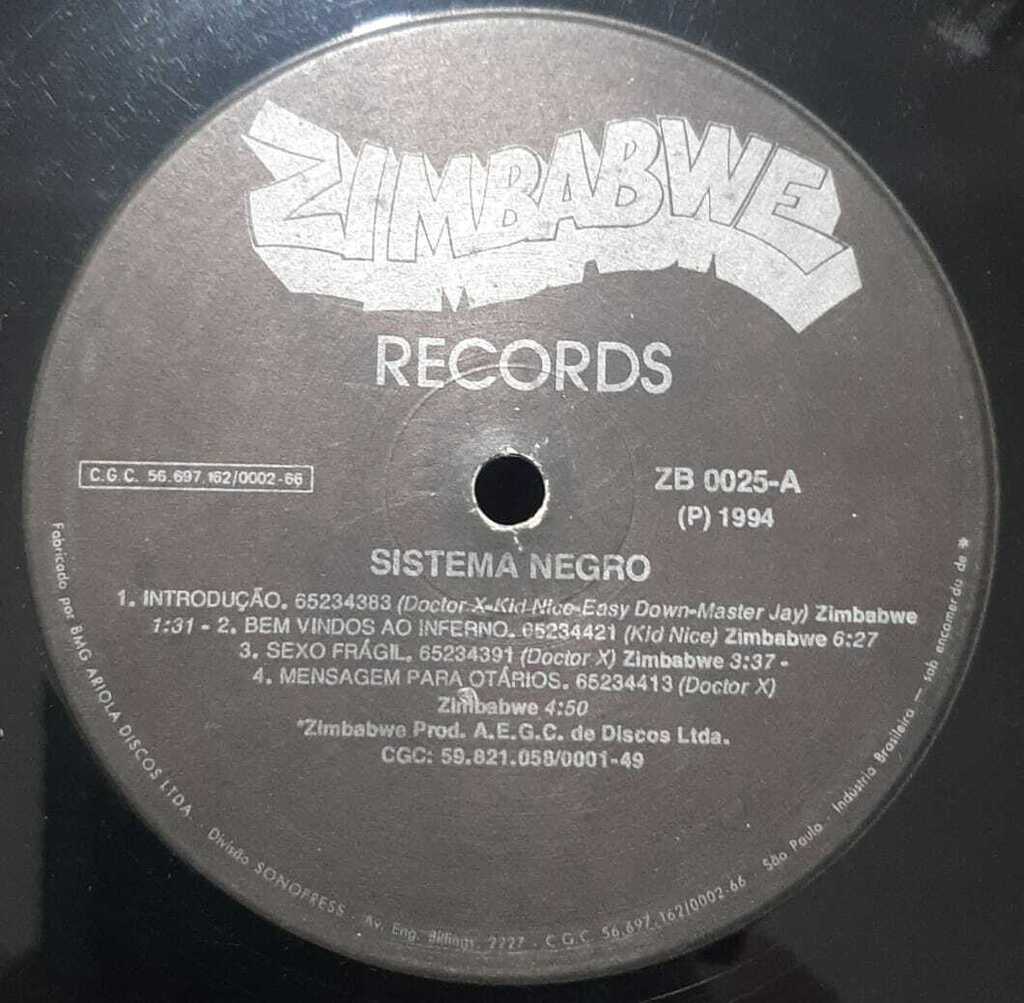 ZIMBABWE
RECORDS
C.G.C. 56.697.162/0002-66
ZB 0025-A
(P) 1994
SISTEMA NEGRO
1. INTRODUÇÃO. 65234383 (Doctor X-Kid Nice-Easy Down-Master Jay) Zimbabwe
1:31 - 2. BEM VINDOS AO INFERNO. 65234421 (Kid Nice) Zimbabwe 6:27
3. SEXO FRÁGIL. 65234391 (Doctor X) Zimbabwe 3:37 -
4. MENSAGEM PARA OTÁRIOS. 65234413 (Doctor X)
Zimbabwe 4:50
*Zimbabwe Prod. A.E.G.C. de Discos Ltda.
CGC: 59.821.058/0001-49
Fabricado por BMG ARIOLA DISCOS LTDA. - Divisão SONOPRESS - Av. Eng. Billings, 2227 - C.G.C. 56.697.162/0002-66 - São Paulo - Indústria Brasileira — sob encomenda de *